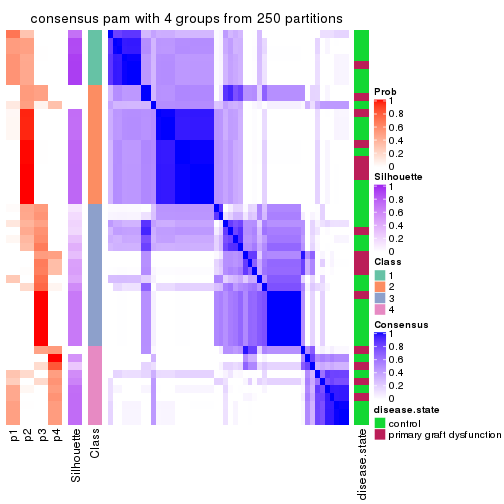 consensus pam with 4 groups from 250 partitions
Prob
1
0.8
0.6
0.4
0.2
0
Silhouette
1
0.8
0.6
0.4
0.2
0
Class
1
2
3
4
Consensus
1
0.8
0.6
0.4
0.2
0
disease.state
control
primary graft dysfunction
p1
p2
p3
p4
Silhouette
Class
disease.state